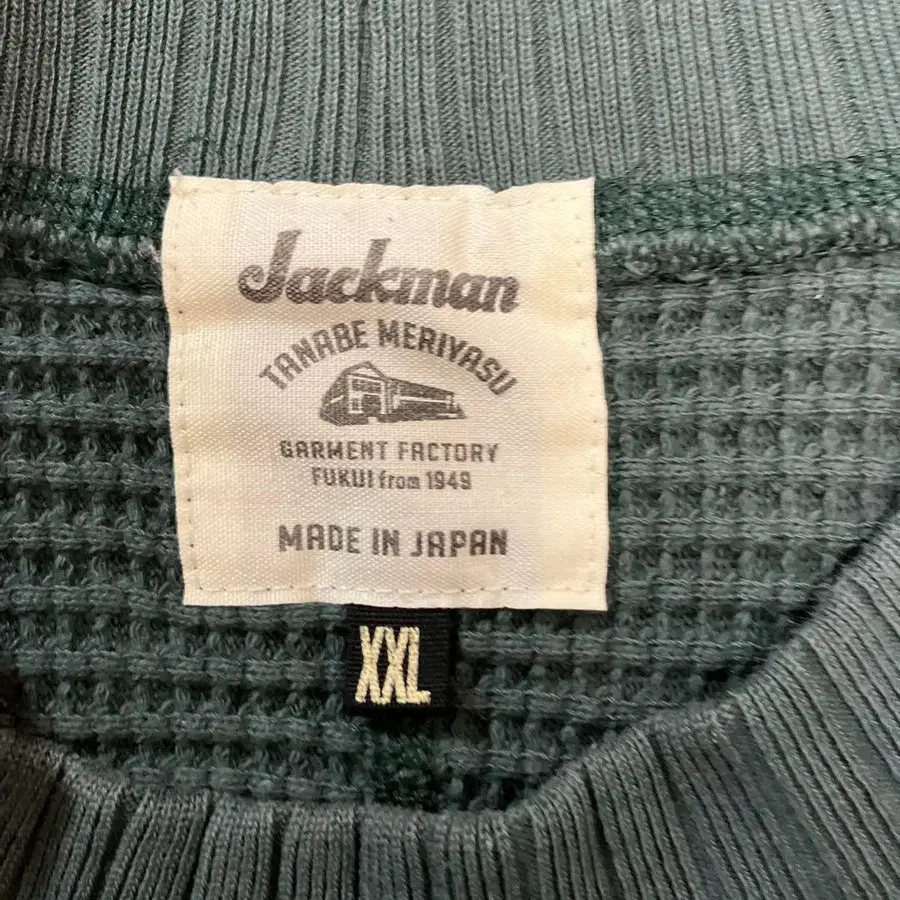 Jackman
TANABE MERIYASU
GARMENT FACTORY
FUKUI from 1949
MADE IN JAPAN
XXL